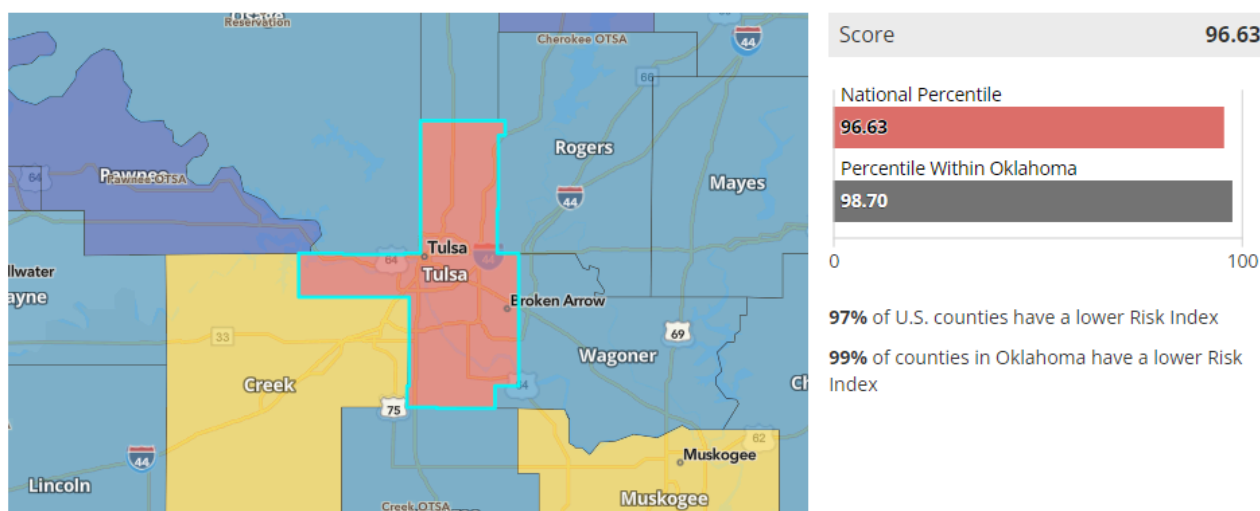 Reservation
Cherokee OTSA
44
66
Rogers
64
Pawnee
Pawnee OTSA
Mayes
44
Tulsa
64
44
Tulsa
llwater
ayne
Broken Arrow
33
69
Wagoner
Creek
64
Ch
75
62
44
Muskogee
Lincoln
Muskogee
Creek OTSA
Score 96.63
National Percentile
96.63
Percentile Within Oklahoma
98.70
0 100
97% of U.S. counties have a lower Risk Index
99% of counties in Oklahoma have a lower Risk
Index